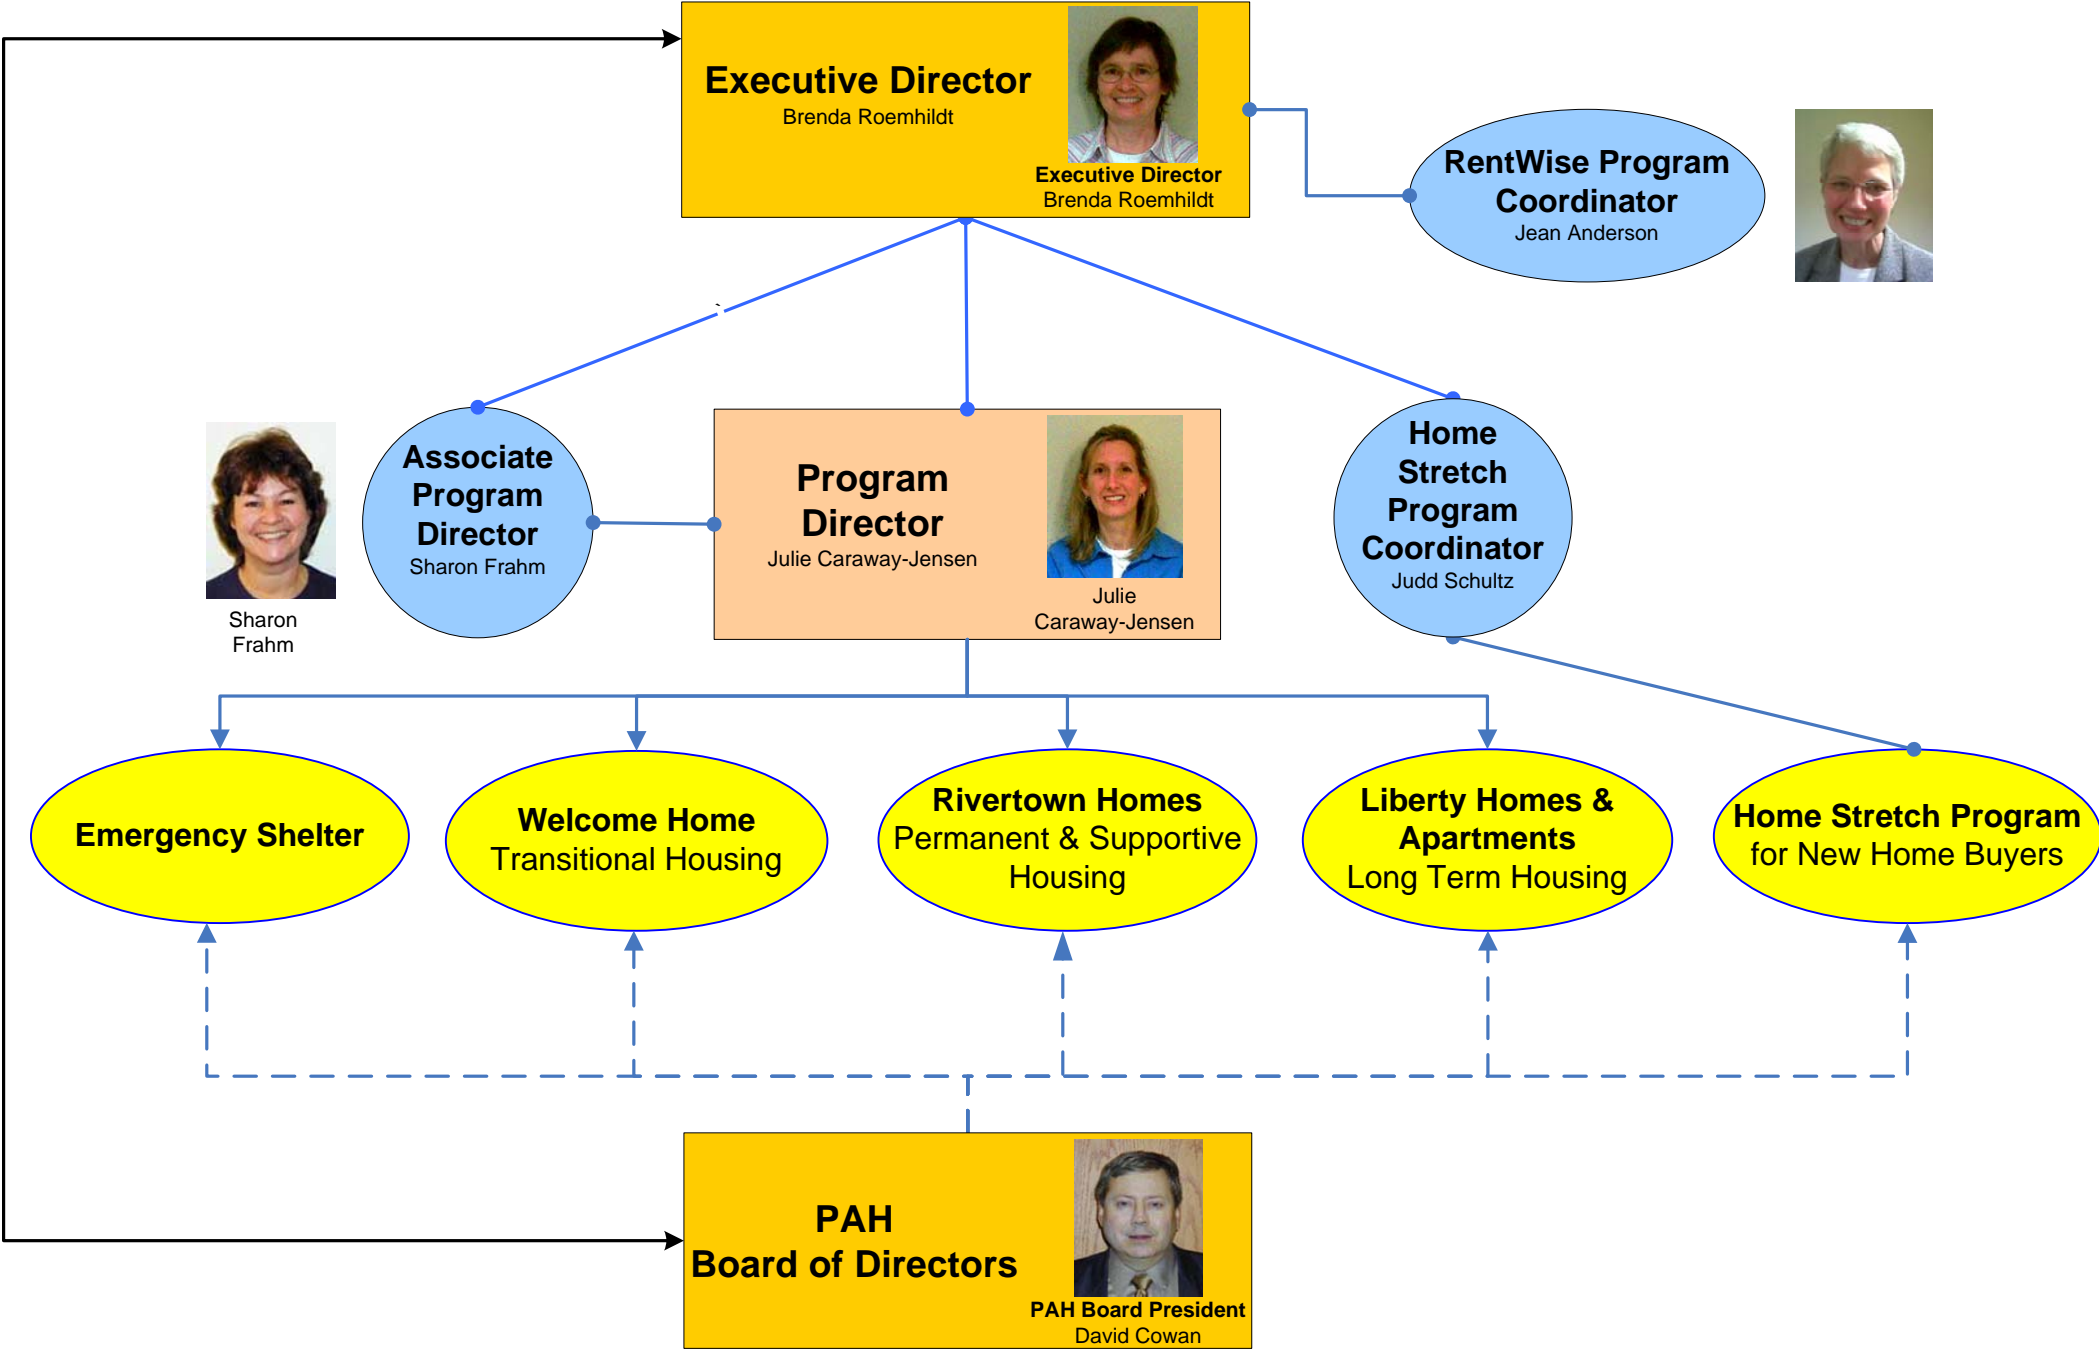 Executive Director
Brenda Roemhildt
Executive Director
Brenda Roemhildt
RentWise Program
Coordinator
Jean Anderson
`
Sharon
Frahm
Associate
Program
Director
Sharon Frahm
Program
Director
Julie Caraway-Jensen
Julie
Caraway-Jensen
Home
Stretch
Program
Coordinator
Judd Schultz
Emergency Shelter
Welcome Home
Transitional Housing
Rivertown Homes
Permanent & Supportive
Housing
Liberty Homes &
Apartments
Long Term Housing
Home Stretch Program
for New Home Buyers
PAH
Board of Directors
PAH Board President
David Cowan